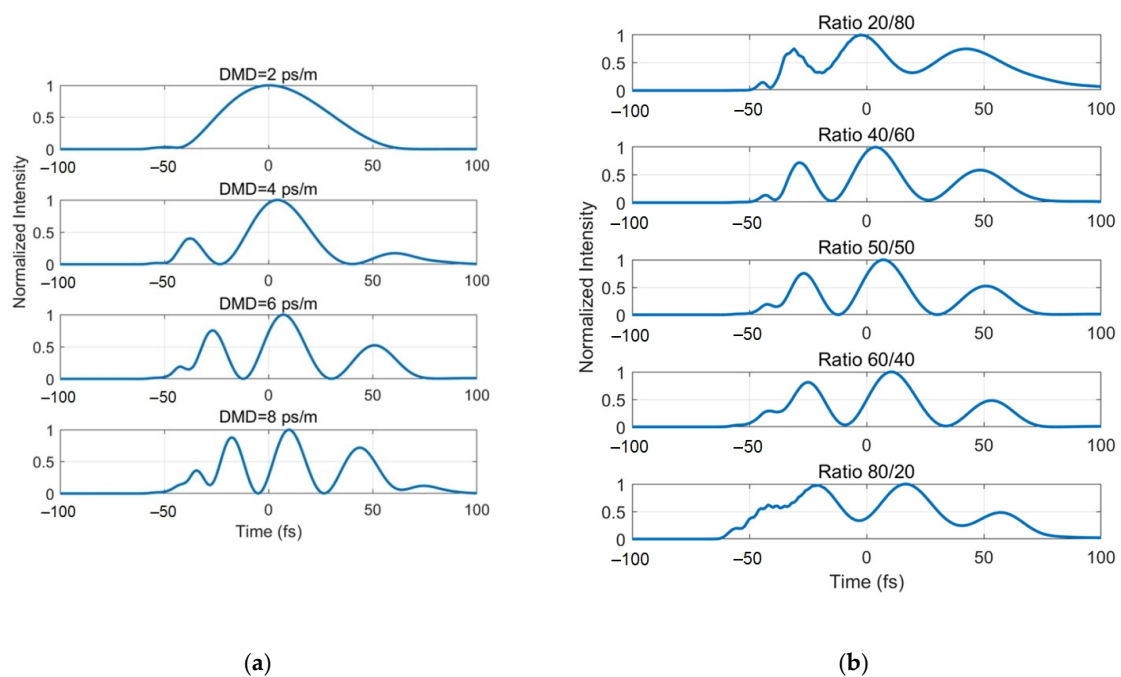 DMD=2 ps/m
1
0.5
0
–100 –50 0 50 100
DMD=4 ps/m
1
0.5
0
–100 –50 0 50 100
DMD=6 ps/m
1
0.5
0
–100 –50 0 50 100
DMD=8 ps/m
1
0.5
0
–100 –50 0 50 100
Normalized Intensity
Time (fs)
(a)
Ratio 20/80
1
0.5
0
–100 –50 0 50 100
Ratio 40/60
1
0.5
0
–100 –50 0 50 100
Ratio 50/50
1
0.5
0
–100 –50 0 50 100
Ratio 60/40
1
0.5
0
–100 –50 0 50 100
Ratio 80/20
1
0.5
0
–100 –50 0 50 100
Normalized Intensity
Time (fs)
(b)